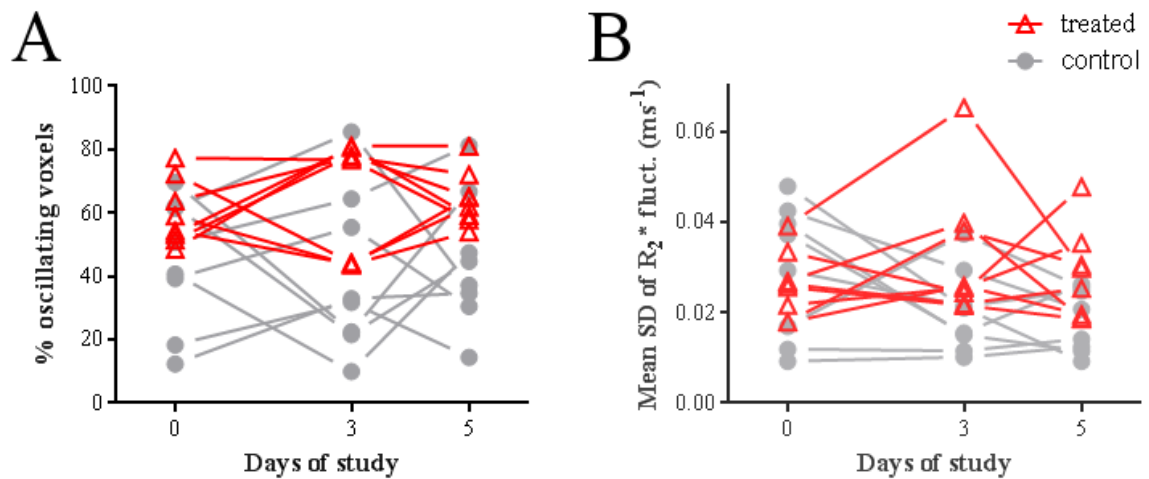 A
100
80
60
40
20
0
% oscillating voxels
0 3 5
Days of study
B
treated
control
0.06
0.04
0.02
0.00
Mean SD of R₂* fluct. (ms⁻¹)
0 3 5
Days of study